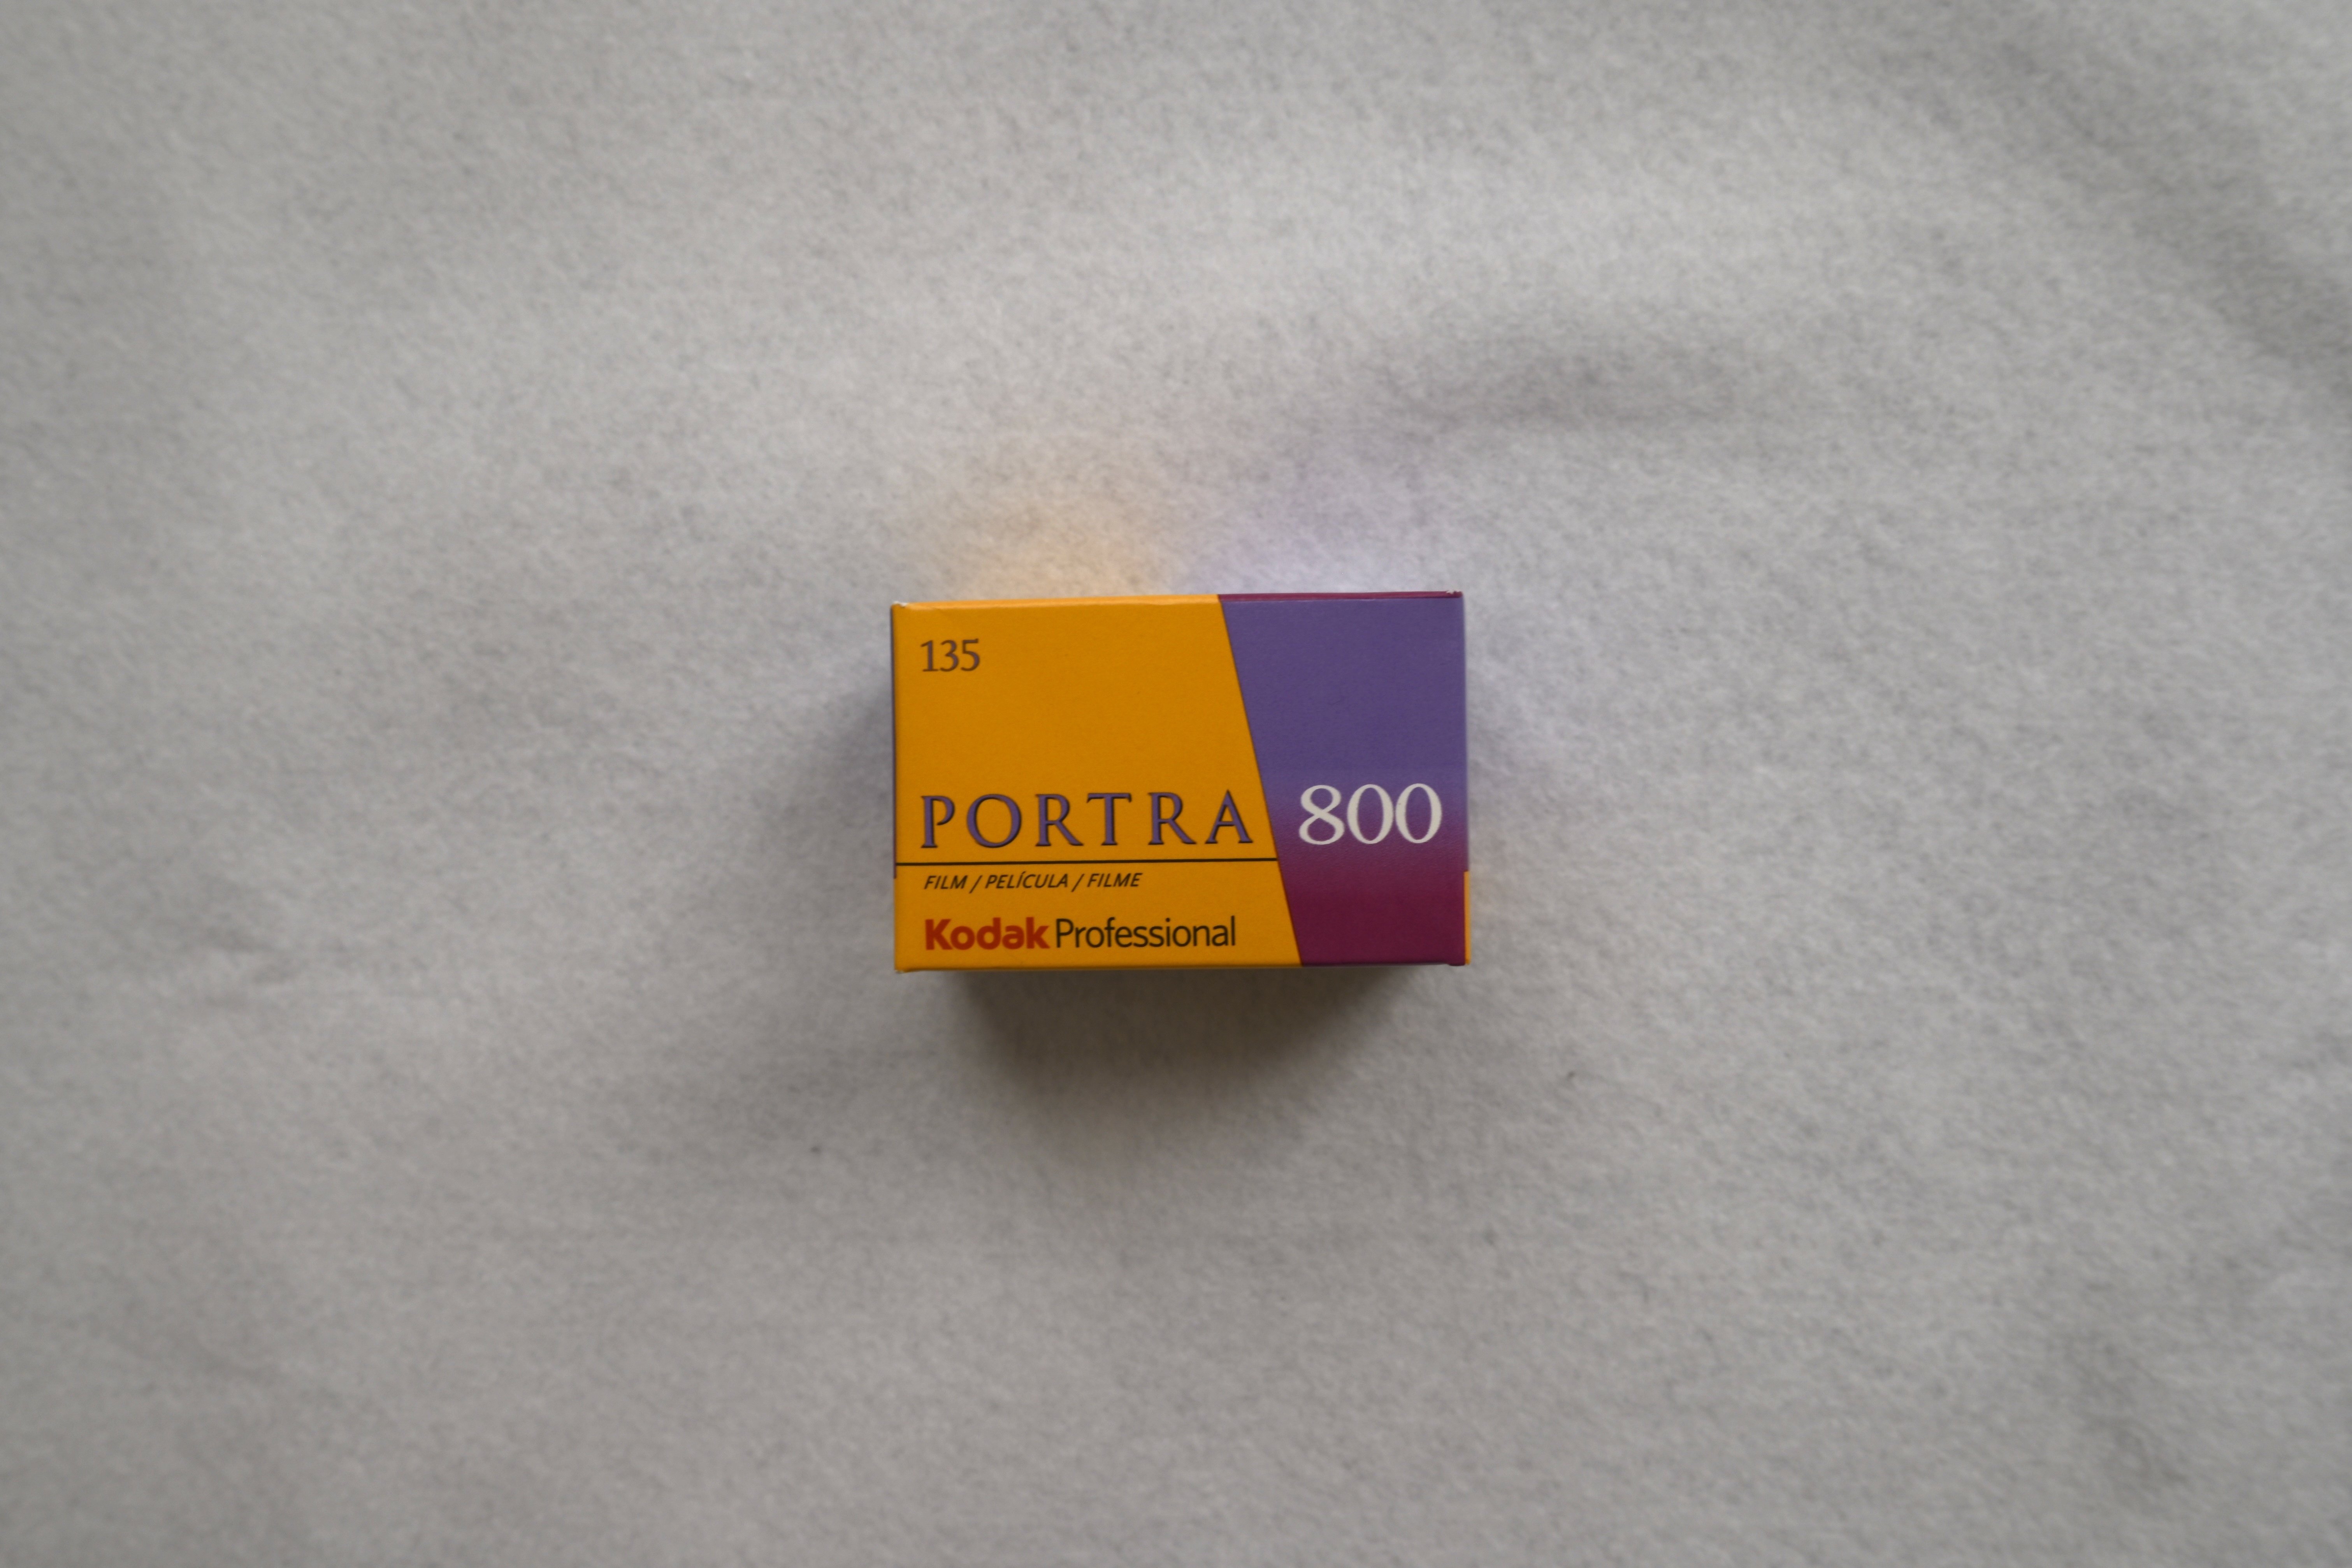 135
PORTRA 800
FILM / PELÍCULA / FILME
Kodak Professional